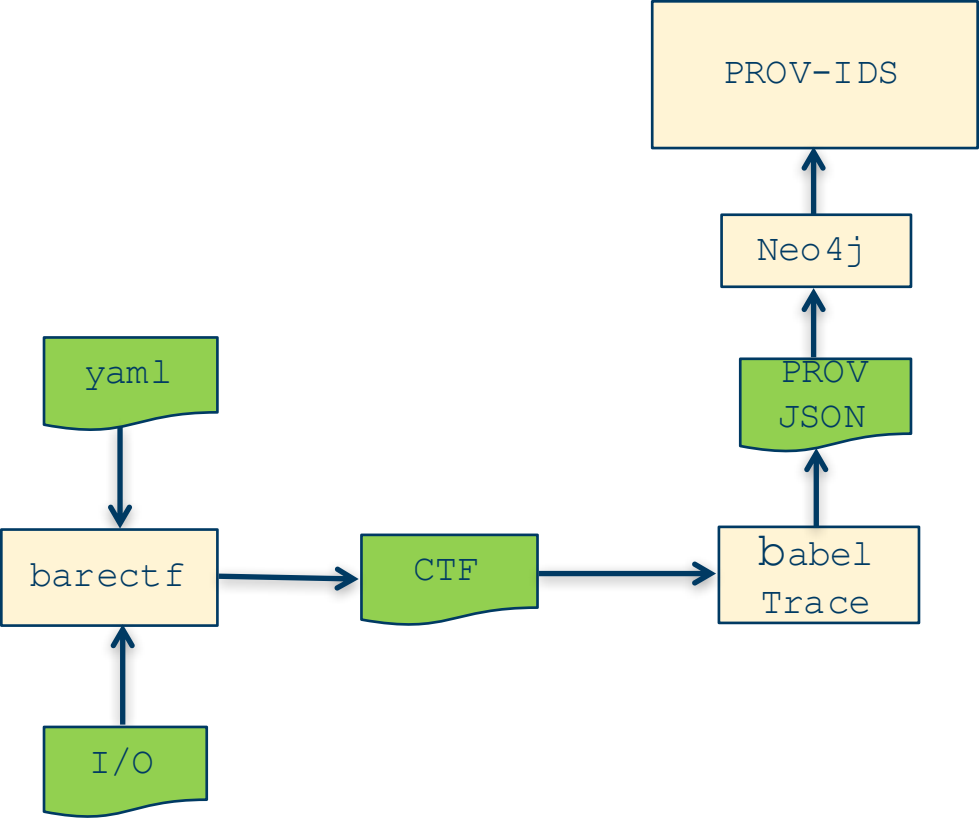 PROV-IDS
Neo4j
yaml
PROV
JSON
barectf
CTF
babel
Trace
I/O